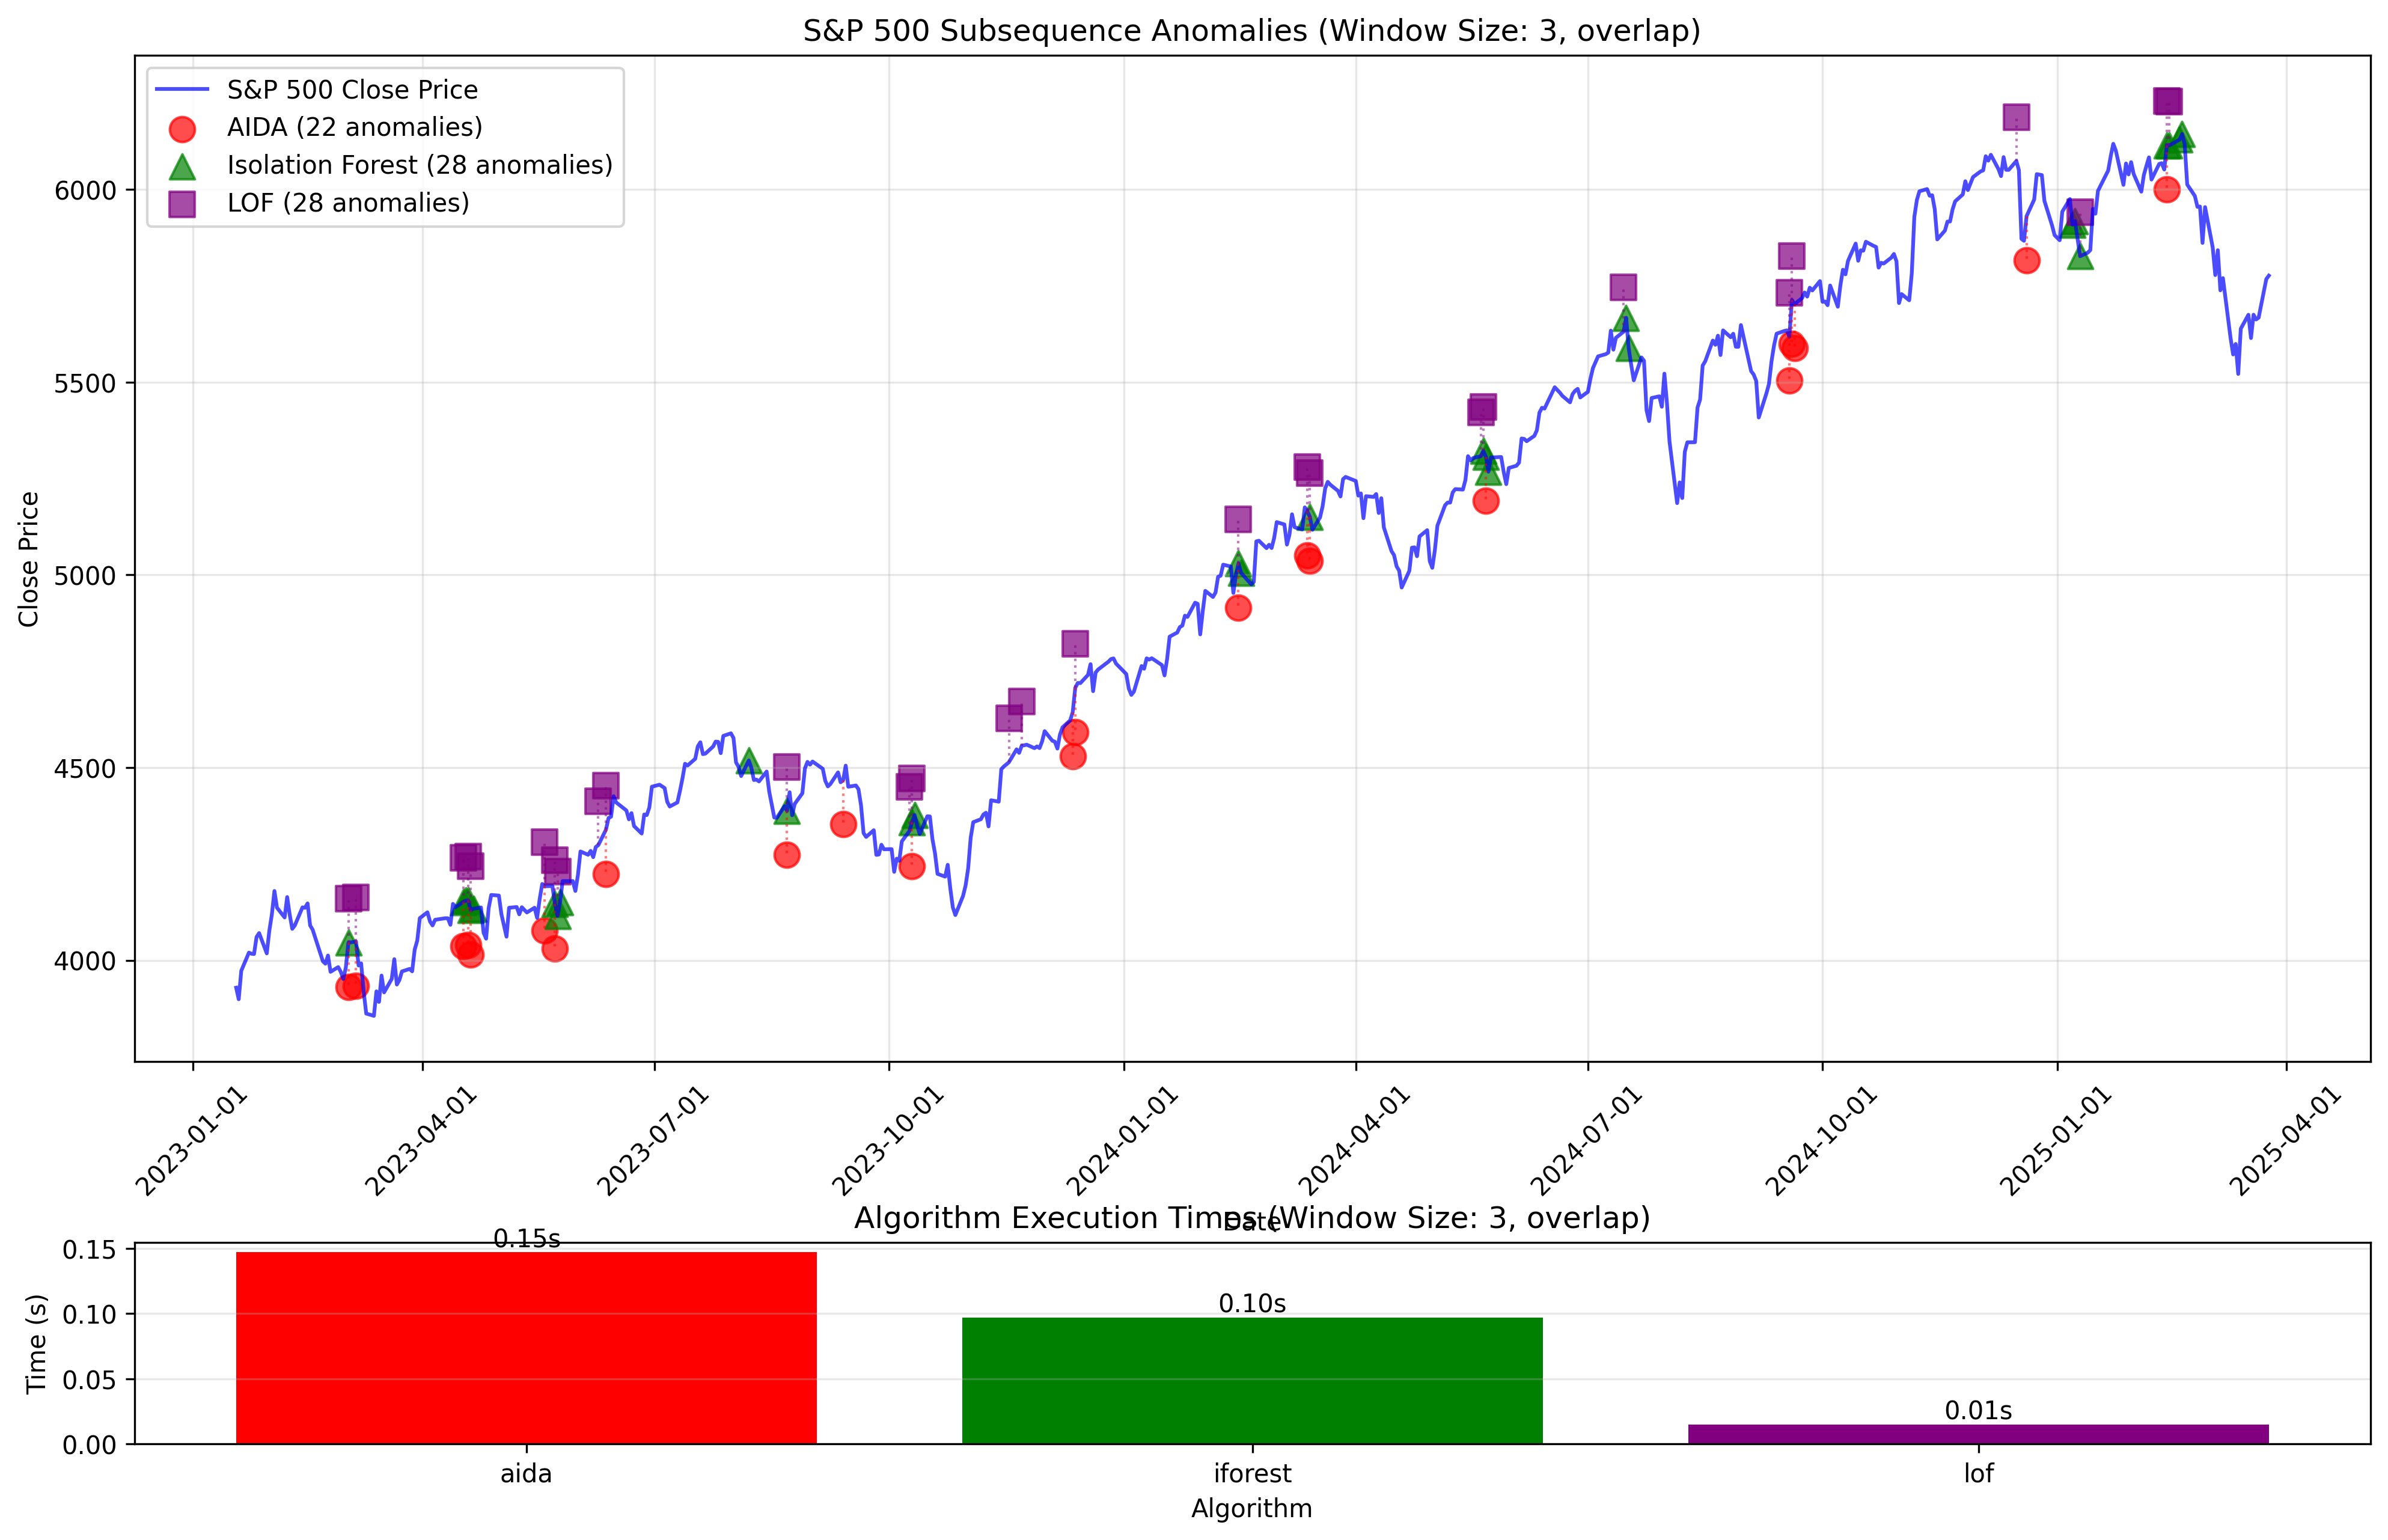 S&P 500 Subsequence Anomalies (Window Size: 3, overlap)
S&P 500 Close Price
AIDA (22 anomalies)
Isolation Forest (28 anomalies)
LOF (28 anomalies)
Close Price
6000
5500
5000
4500
4000
2023-01-01
2023-04-01
2023-07-01
2023-10-01
2024-01-01
2024-04-01
2024-07-01
2024-10-01
2025-01-01
2025-04-01
Date
Algorithm Execution Times (Window Size: 3, overlap)
Time (s)
0.15
0.10
0.05
0.00
0.15s
0.10s
0.01s
aida
iforest
lof
Algorithm